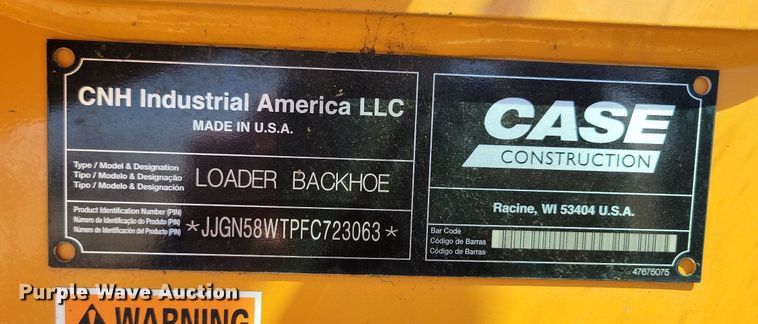 CNH Industrial America LLC
MADE IN U.S.A.
Type / Model & Designation
Tipo / Modelo & Designação
Tipo / Modelo & Designación
LOADER BACKHOE
Product Identification Number (PIN)
Número de Identificação do Produto (PIN)
Número de Identificación del Producto (PIN)
*JJGN58WTPFC723063*
CASE
CONSTRUCTION
Racine, WI 53404 U.S.A.
Bar Code
Código de Barras
Código de Barras
47675075
Purple Wave Auction
WARNING